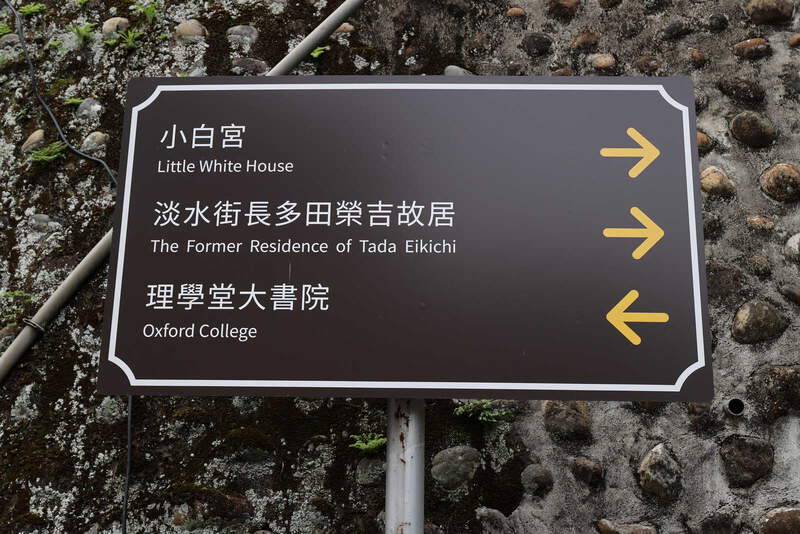 小白宮
Little White House
淡水街長多田榮吉故居
The Former Residence of Tada Eikichi
理學堂大書院
Oxford College